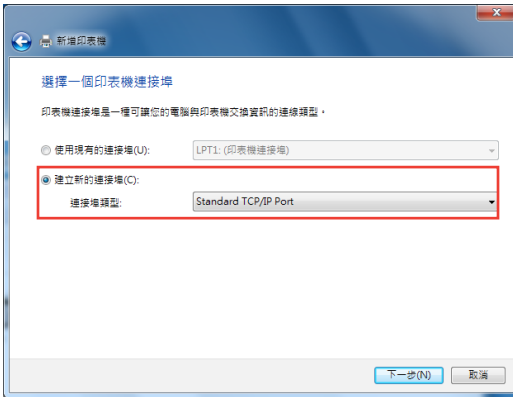 新增印表機
選擇一個印表機連接埠
印表機連接埠是一種可讓您的電腦與印表機交換資訊的連線類型。
使用現有的連接埠(U): LPT1: (印表機連接埠)
建立新的連接埠(C):
連接埠類型: Standard TCP/IP Port
下一步(N) 取消